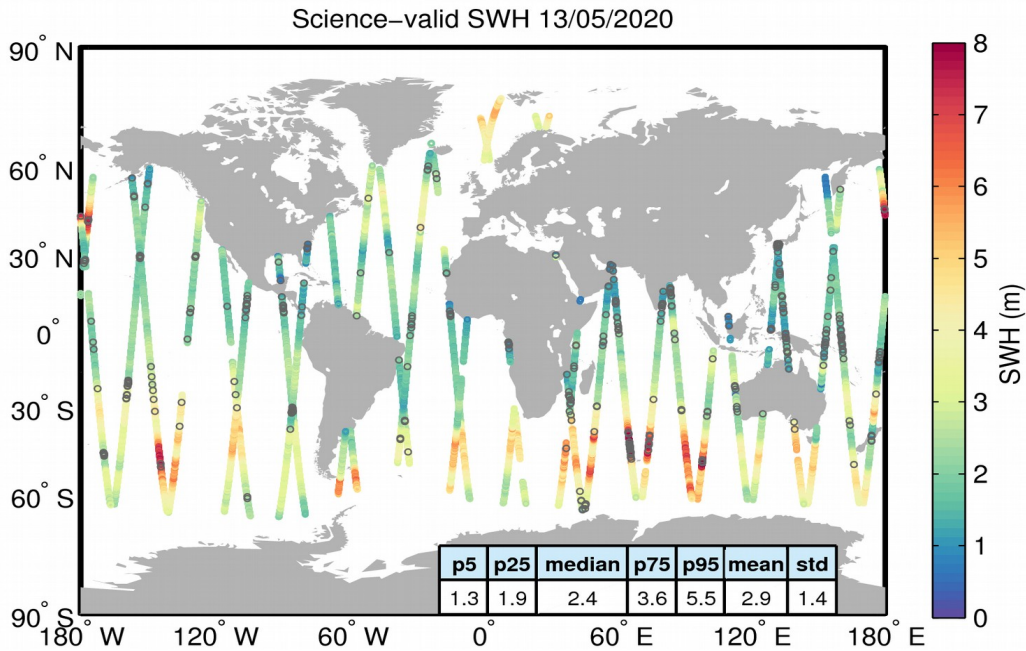 Science−valid SWH 13/05/2020
90° N
60° N
30° N
0°
30° S
60° S
90° S
180° W
120° W
60° W
0°
60° E
120° E
180° E
p5 p25 median p75 p95 mean std
1.3 1.9 2.4 3.6 5.5 2.9 1.4
8
7
6
5
4
3
2
1
0
SWH (m)